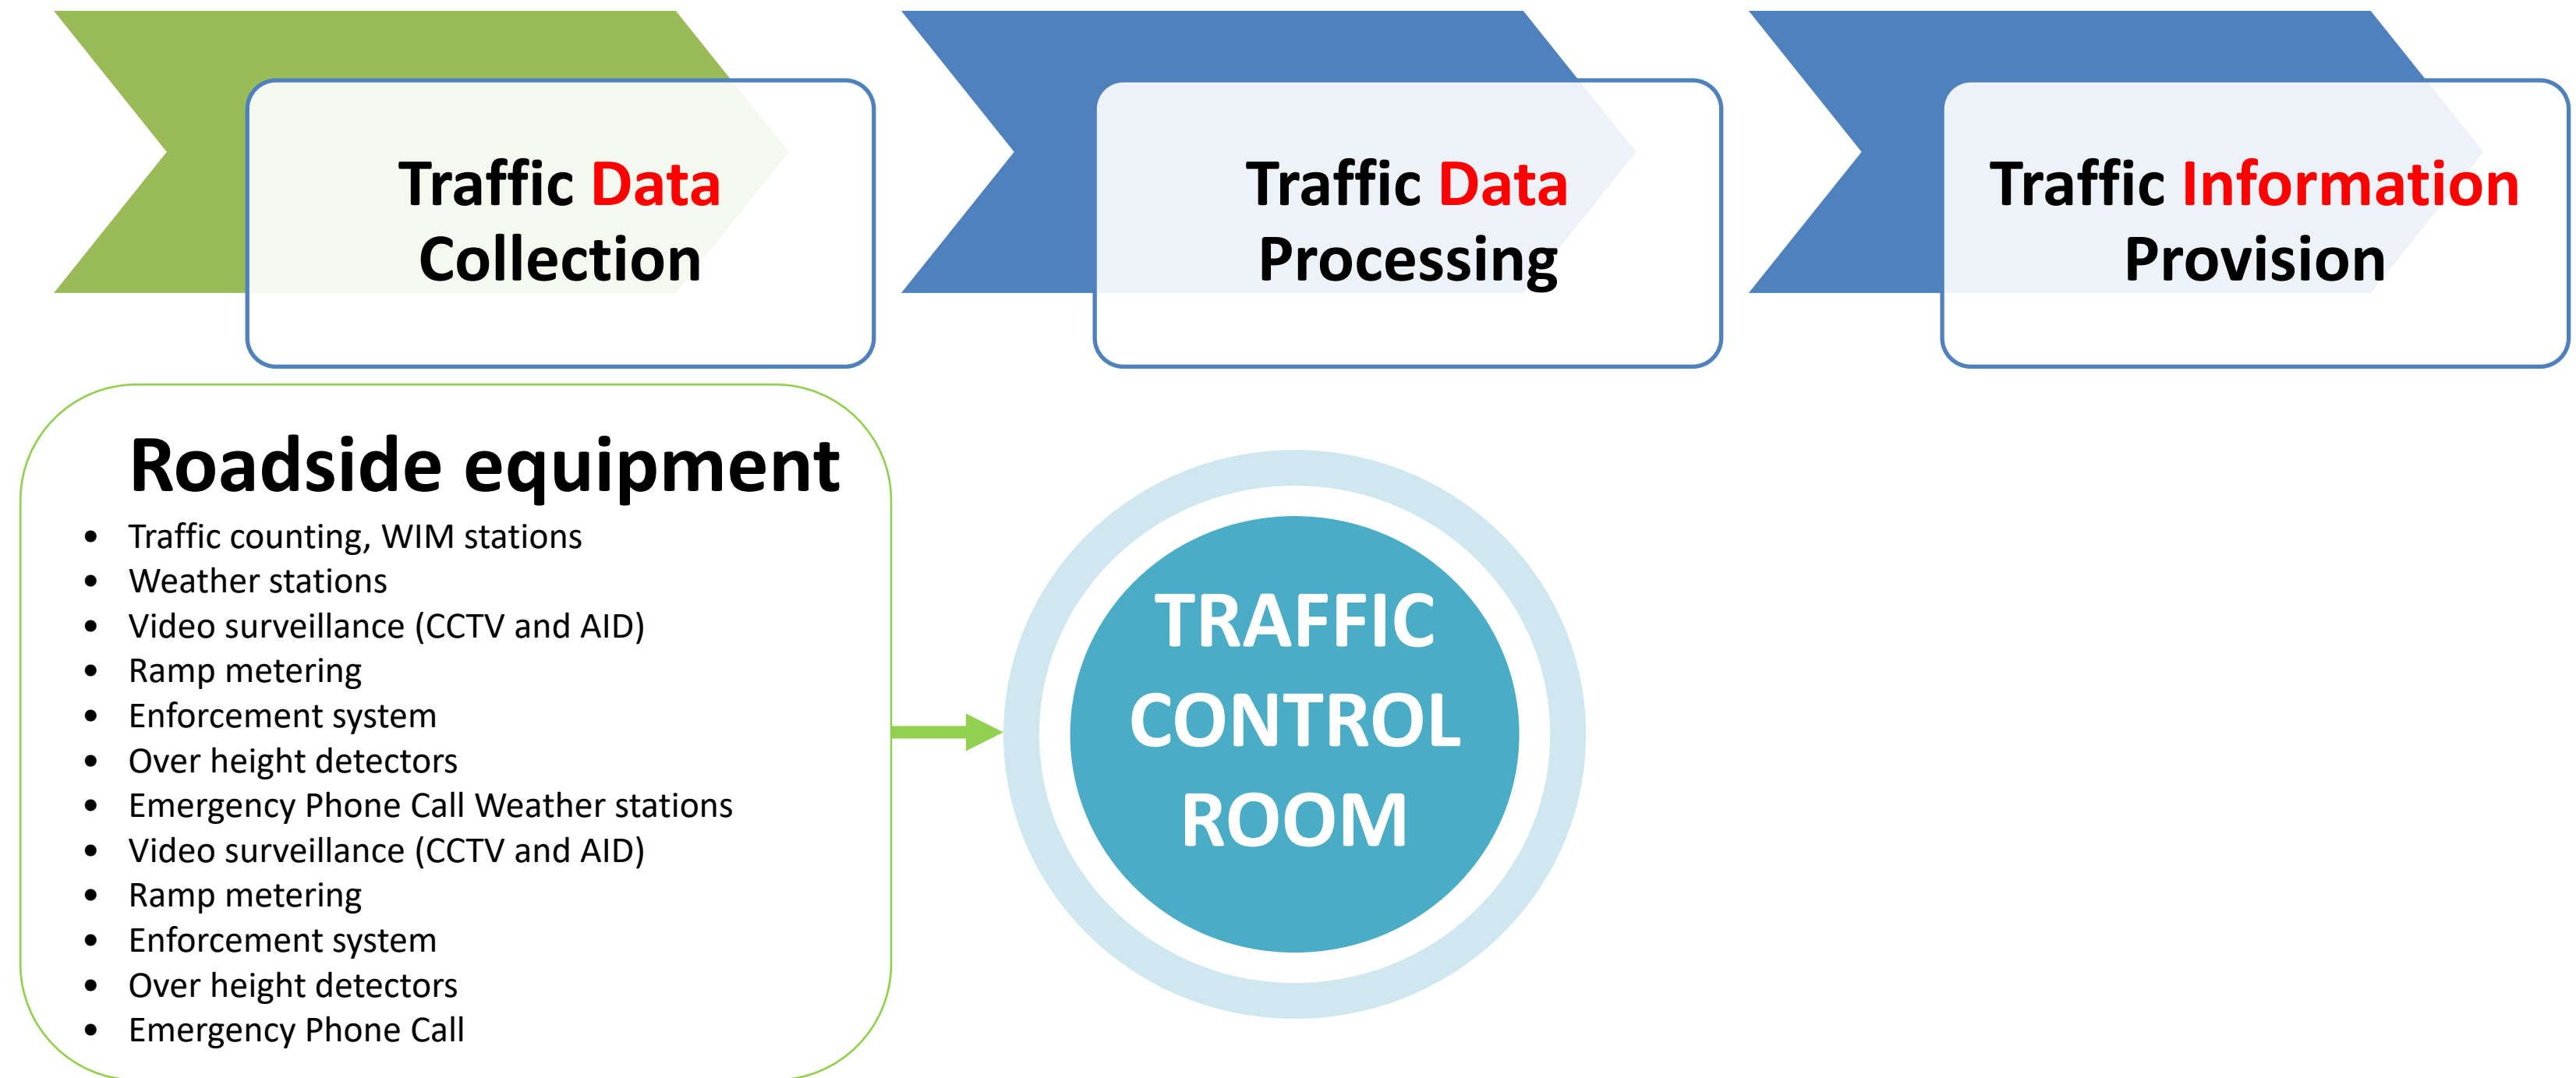 Traffic Data
Collection
Traffic Data
Processing
Traffic Information
Provision
Roadside equipment
• Traffic counting, WIM stations
• Weather stations
• Video surveillance (CCTV and AID)
• Ramp metering
• Enforcement system
• Over height detectors
• Emergency Phone Call Weather stations
• Video surveillance (CCTV and AID)
• Ramp metering
• Enforcement system
• Over height detectors
• Emergency Phone Call
TRAFFIC
CONTROL
ROOM